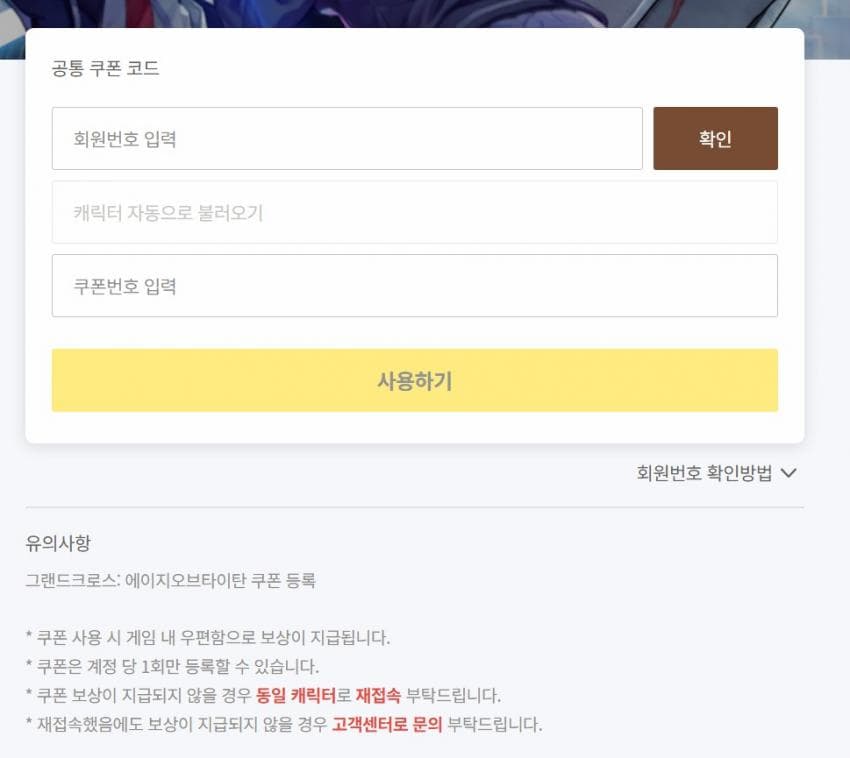 공통 쿠폰 코드
회원번호 입력
확인
캐릭터 자동으로 불러오기
쿠폰번호 입력
사용하기
회원번호 확인방법
유의사항
그랜드크로스: 에이지오브타이탄 쿠폰 등록
* 쿠폰 사용 시 게임 내 우편함으로 보상이 지급됩니다.
* 쿠폰은 계정 당 1회만 등록할 수 있습니다.
* 쿠폰 보상이 지급되지 않을 경우 동일 캐릭터로 재접속 부탁드립니다.
* 재접속했음에도 보상이 지급되지 않을 경우 고객센터로 문의 부탁드립니다.